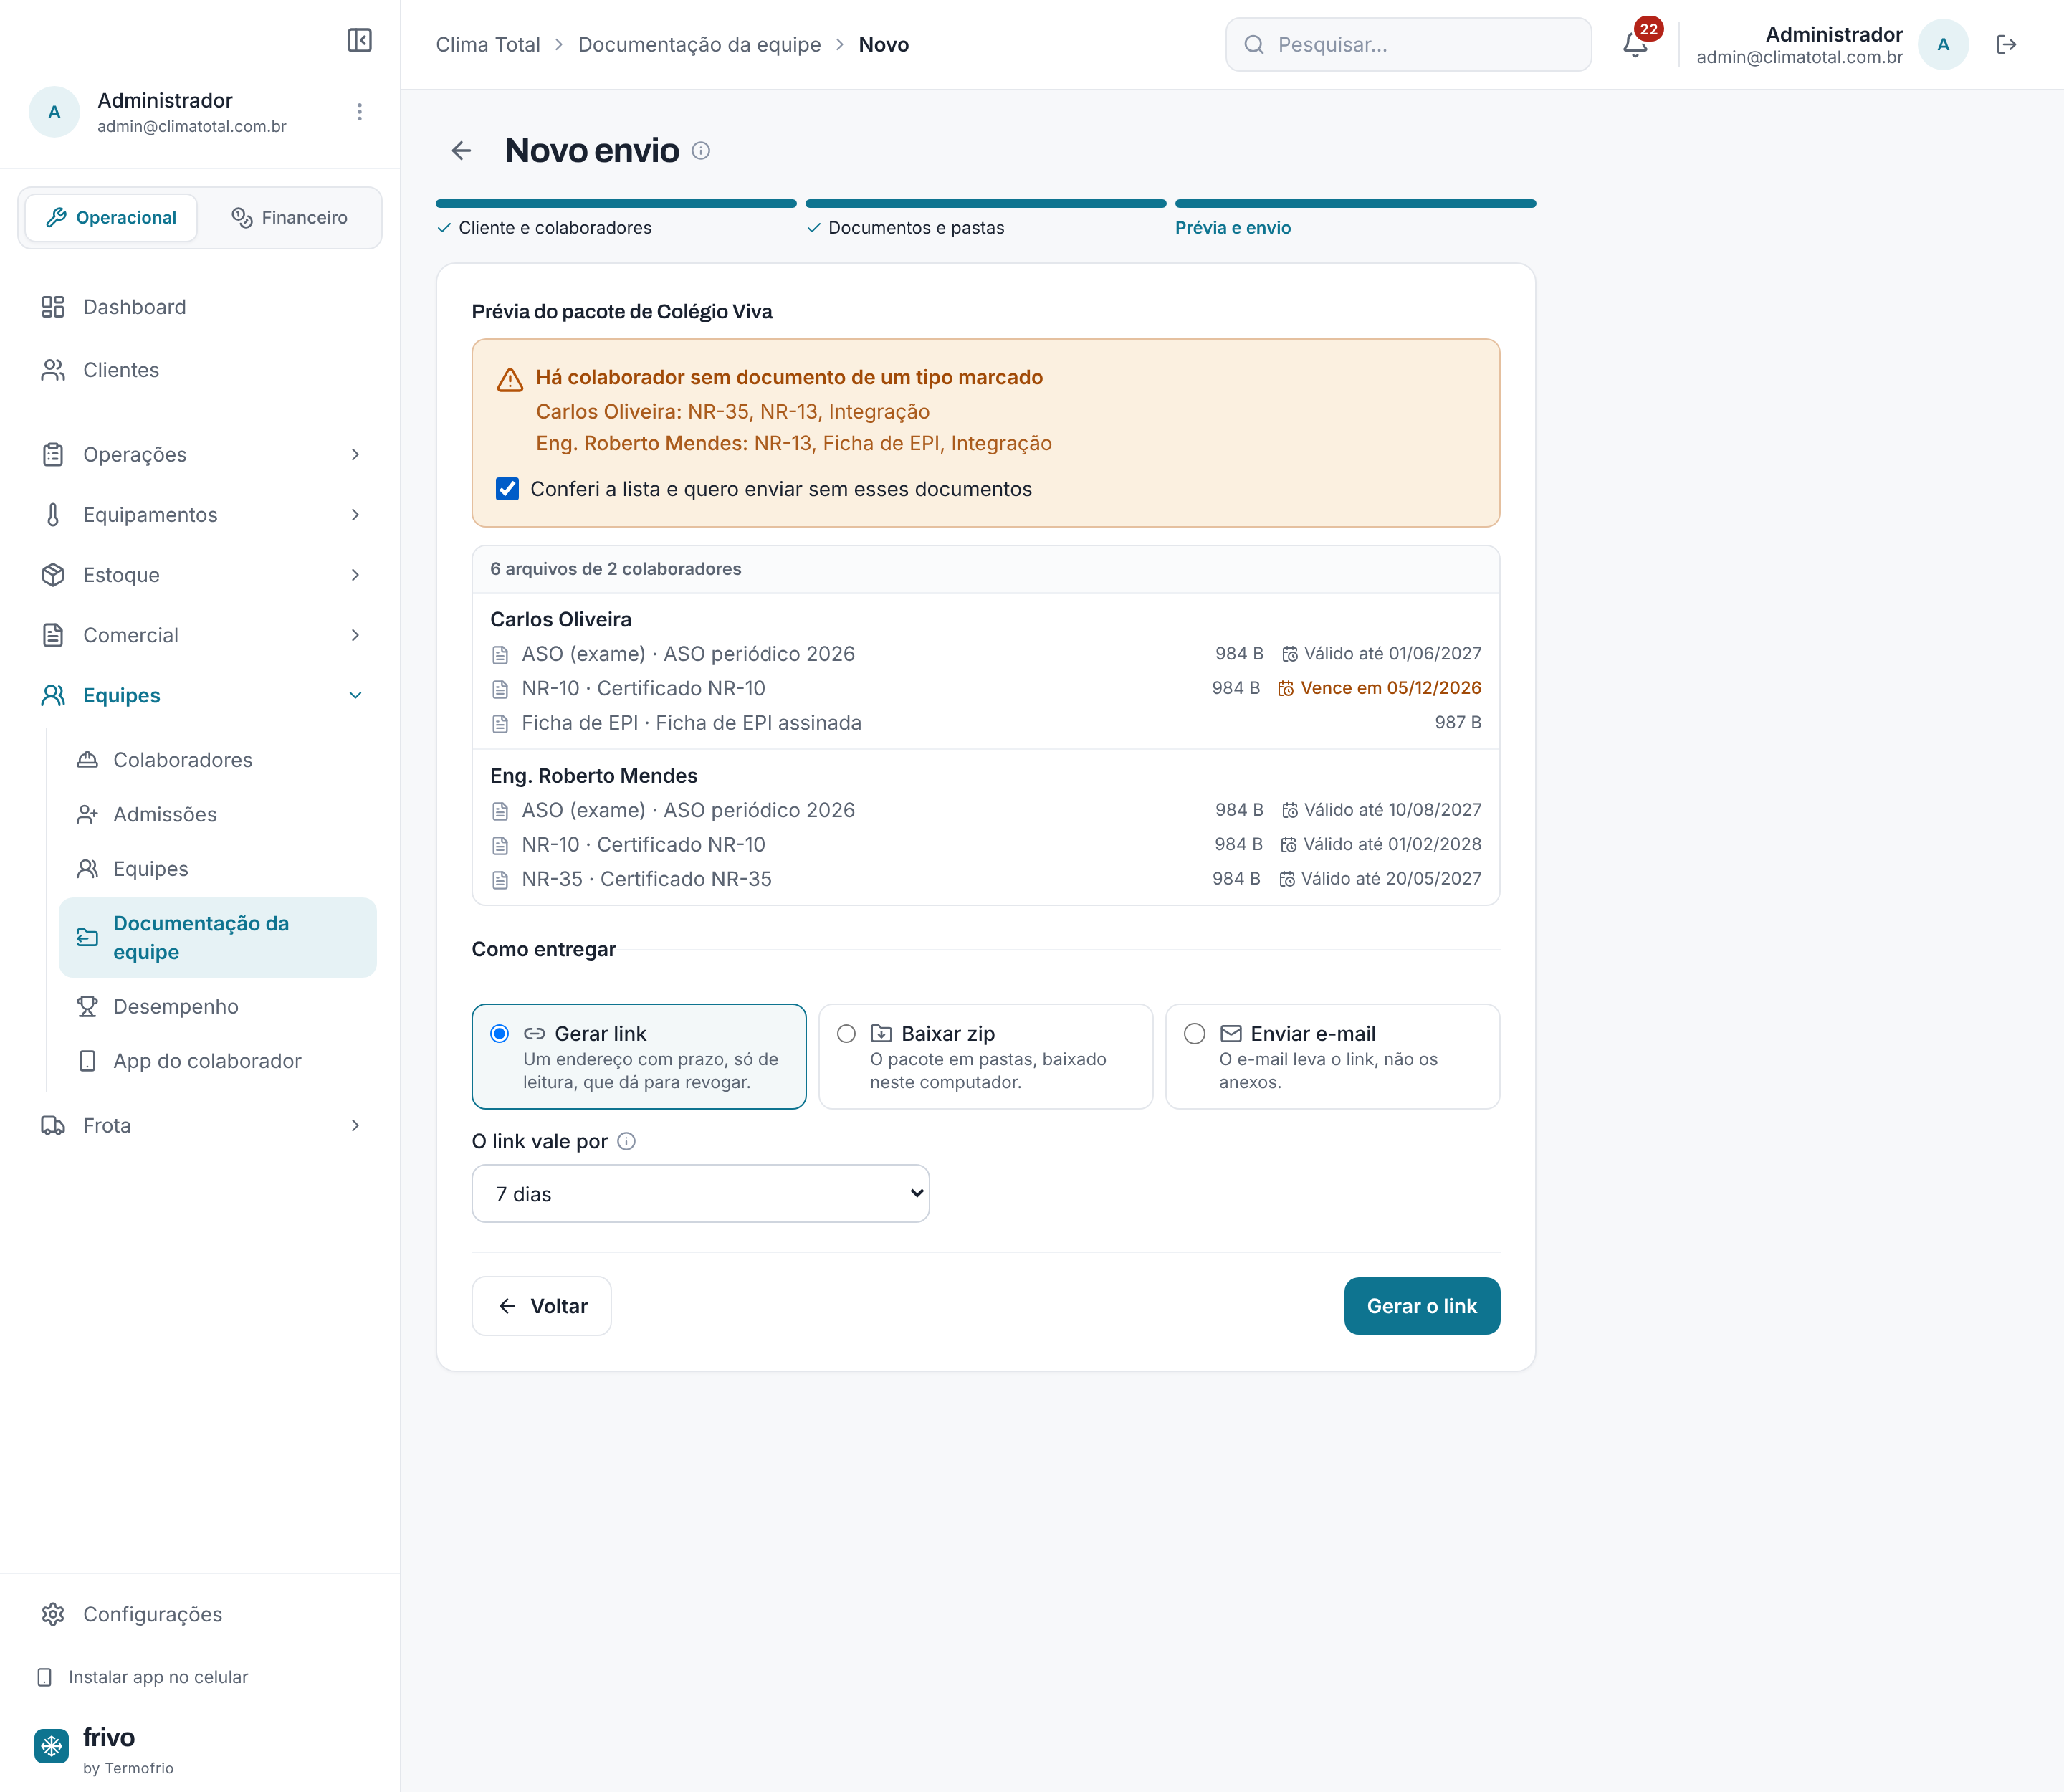 Clima Total > Documentação da equipe > Novo
Pesquisar...
22
Administrador
admin@climatotal.com.br
A
A
Administrador
admin@climatotal.com.br
Operacional
Financeiro
Dashboard
Clientes
Operações
Equipamentos
Estoque
Comercial
Equipes
Colaboradores
Admissões
Equipes
Documentação da
equipe
Desempenho
App do colaborador
Frota
Configurações
Instalar app no celular
frivo
by Termofrio
Novo envio
Cliente e colaboradores
Documentos e pastas
Prévia e envio
Prévia do pacote de Colégio Viva
Há colaborador sem documento de um tipo marcado
Carlos Oliveira: NR-35, NR-13, Integração
Eng. Roberto Mendes: NR-13, Ficha de EPI, Integração
Conferi a lista e quero enviar sem esses documentos
6 arquivos de 2 colaboradores
Carlos Oliveira
ASO (exame) · ASO periódico 2026 984 B Válido até 01/06/2027
NR-10 · Certificado NR-10 984 B Vence em 05/12/2026
Ficha de EPI · Ficha de EPI assinada 987 B
Eng. Roberto Mendes
ASO (exame) · ASO periódico 2026 984 B Válido até 10/08/2027
NR-10 · Certificado NR-10 984 B Válido até 01/02/2028
NR-35 · Certificado NR-35 984 B Válido até 20/05/2027
Como entregar
Gerar link
Um endereço com prazo, só de
leitura, que dá para revogar.
Baixar zip
O pacote em pastas, baixado
neste computador.
Enviar e-mail
O e-mail leva o link, não os
anexos.
O link vale por
7 dias
Voltar
Gerar o link